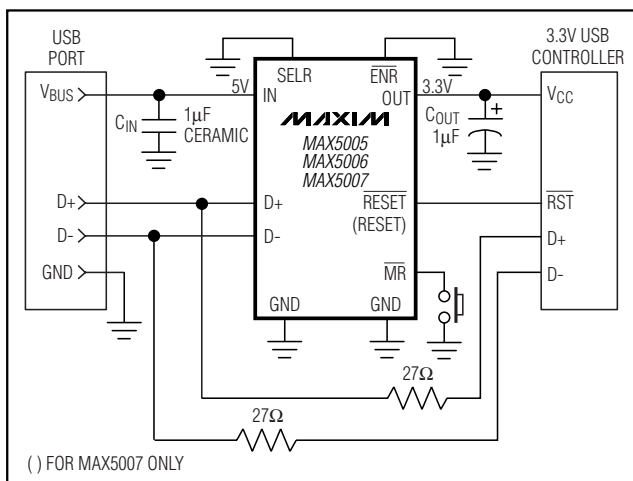 USB
PORT
VBUS
D+
D-
GND
CIN
1µF
CERAMIC
5V
SELR
IN
ENR
OUT
MAXIM
MAX5005
MAX5006
MAX5007
D+
D-
RESET
(RESET)
MR
GND
GND
3.3V
COUT
1µF
+
3.3V USB
CONTROLLER
VCC
RST
D+
D-
27Ω
27Ω
( ) FOR MAX5007 ONLY